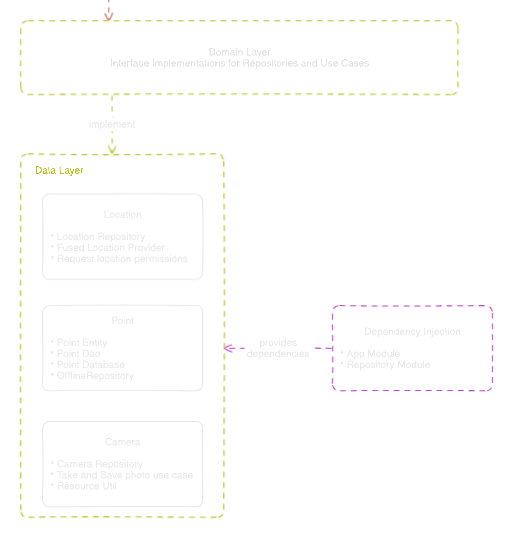 Domain Layer
Interface Implementations for Repositories and Use Cases
implement
Data Layer
Location
* Location Repository
* Fused Location Provider
* Request location permissions
Point
* Point Entity
* Point Dao
* Point Database
* OfflineRepository
provides
dependencies
Dependency Injection
* App Module
* Repository Module
Camera
* Camera Repository
* Take and Save photo use case
* Resource Util